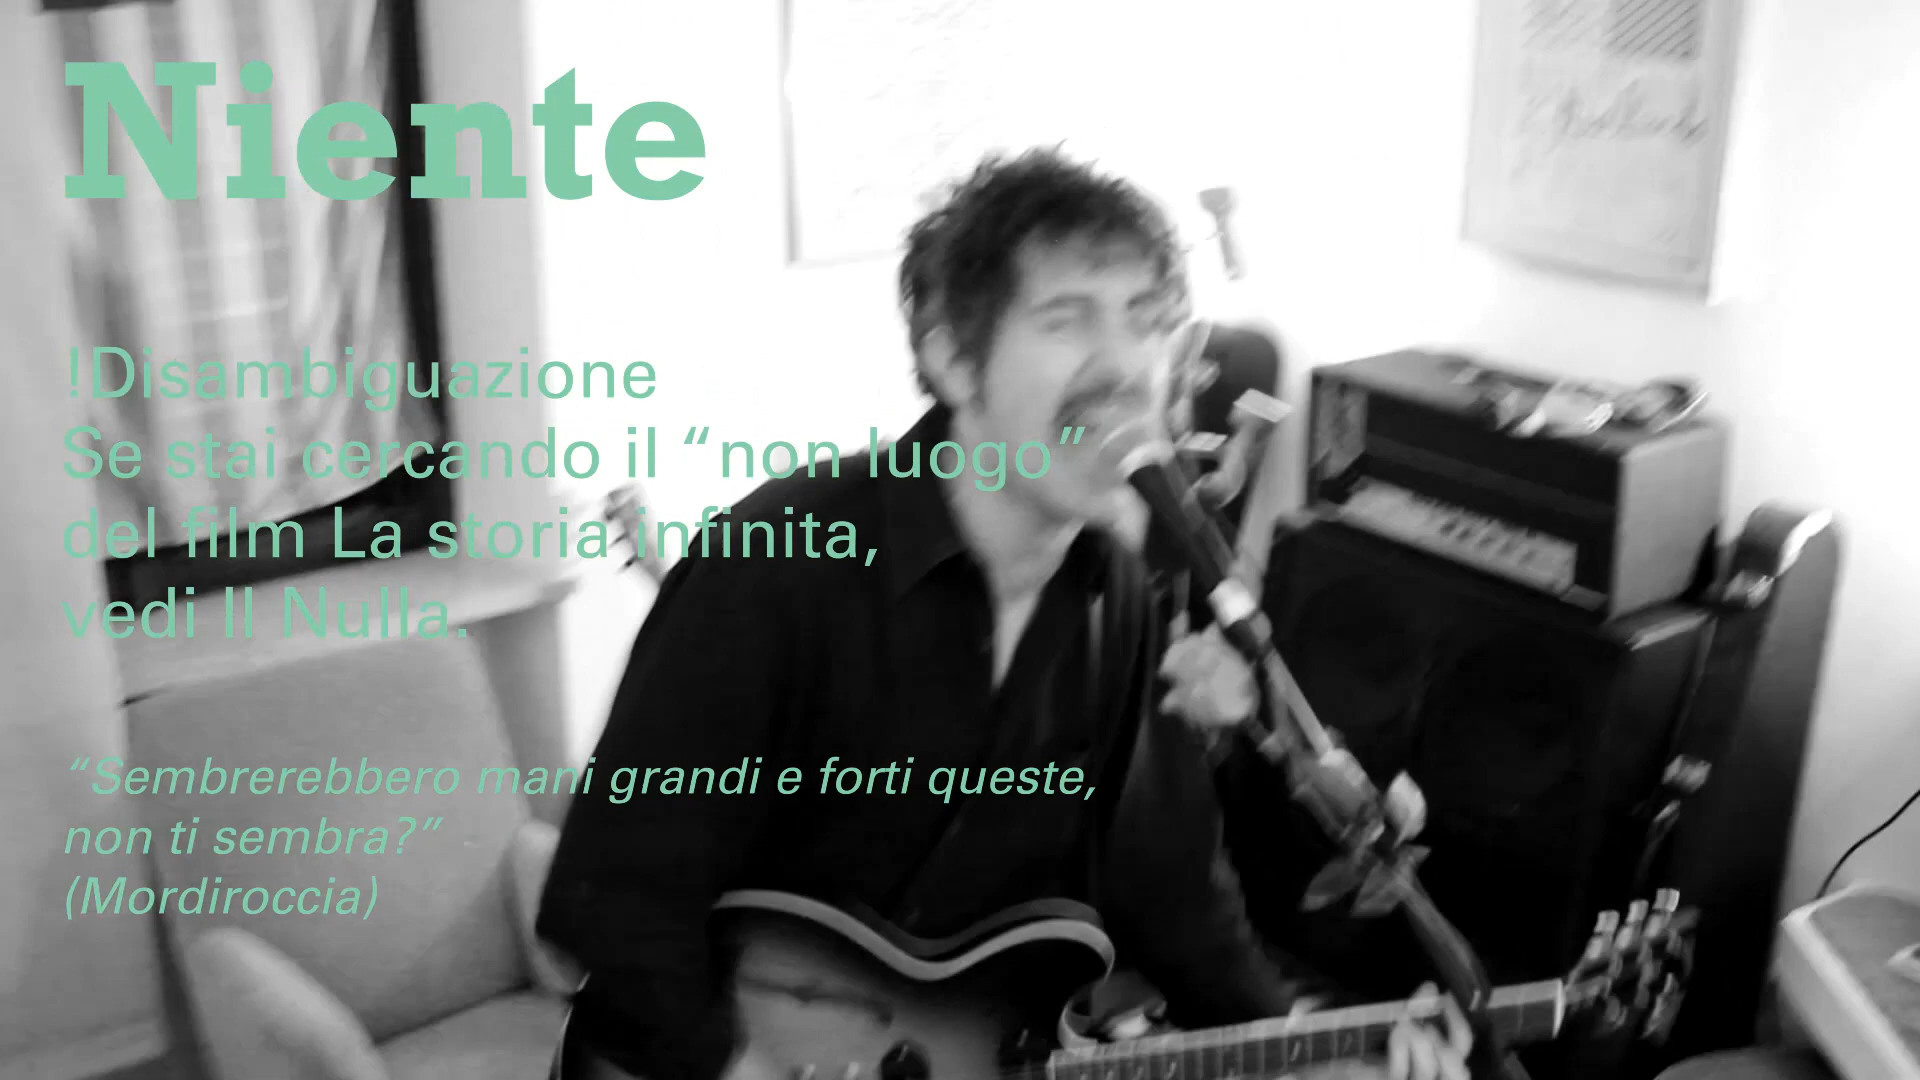 Niente
!Disambiguazione
Se stai cercando il “non luogo”
del film La storia infinita,
vedi Il Nulla.
“Sembrerebbero mani grandi e forti queste,
non ti sembra?”
(Mordiroccia)